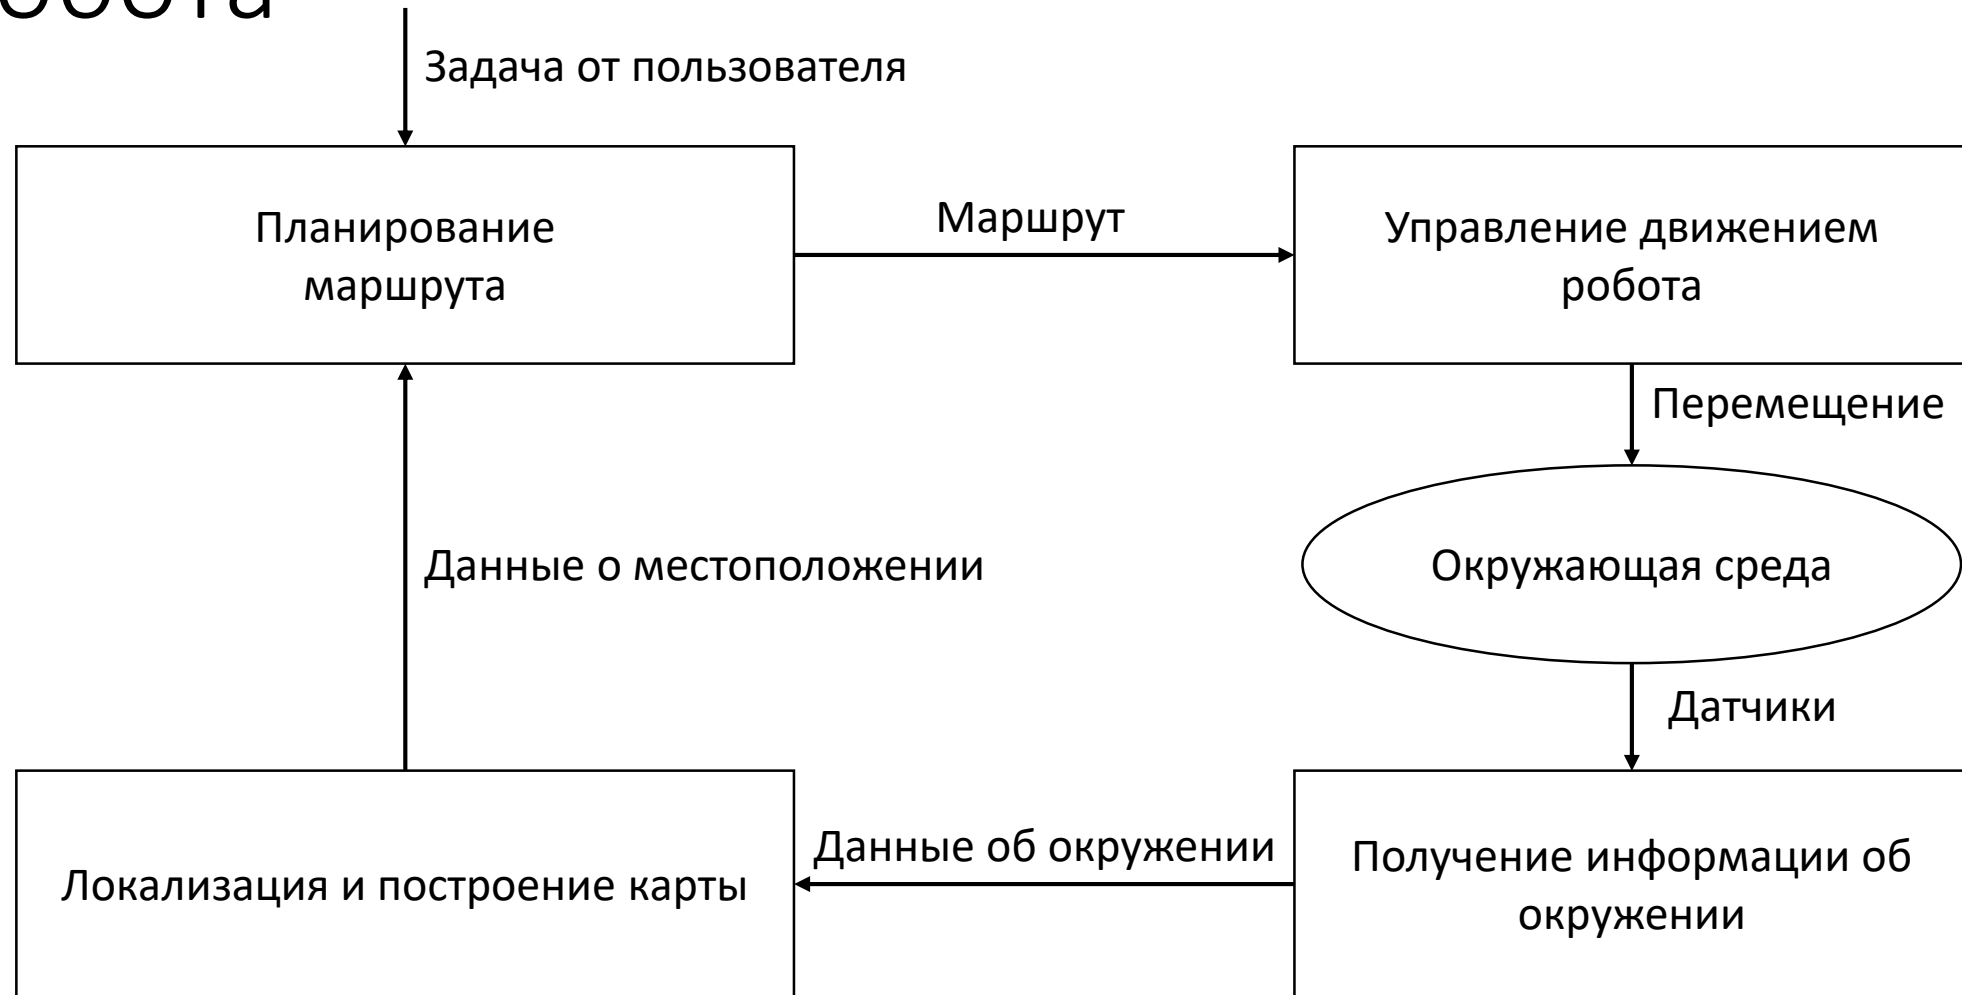 Задача от пользователя
Планирование
маршрута
Маршрут
Управление движением
робота
Перемещение
Окружающая среда
Данные о местоположении
Датчики
Локализация и построение карты
Данные об окружении
Получение информации об
окружении